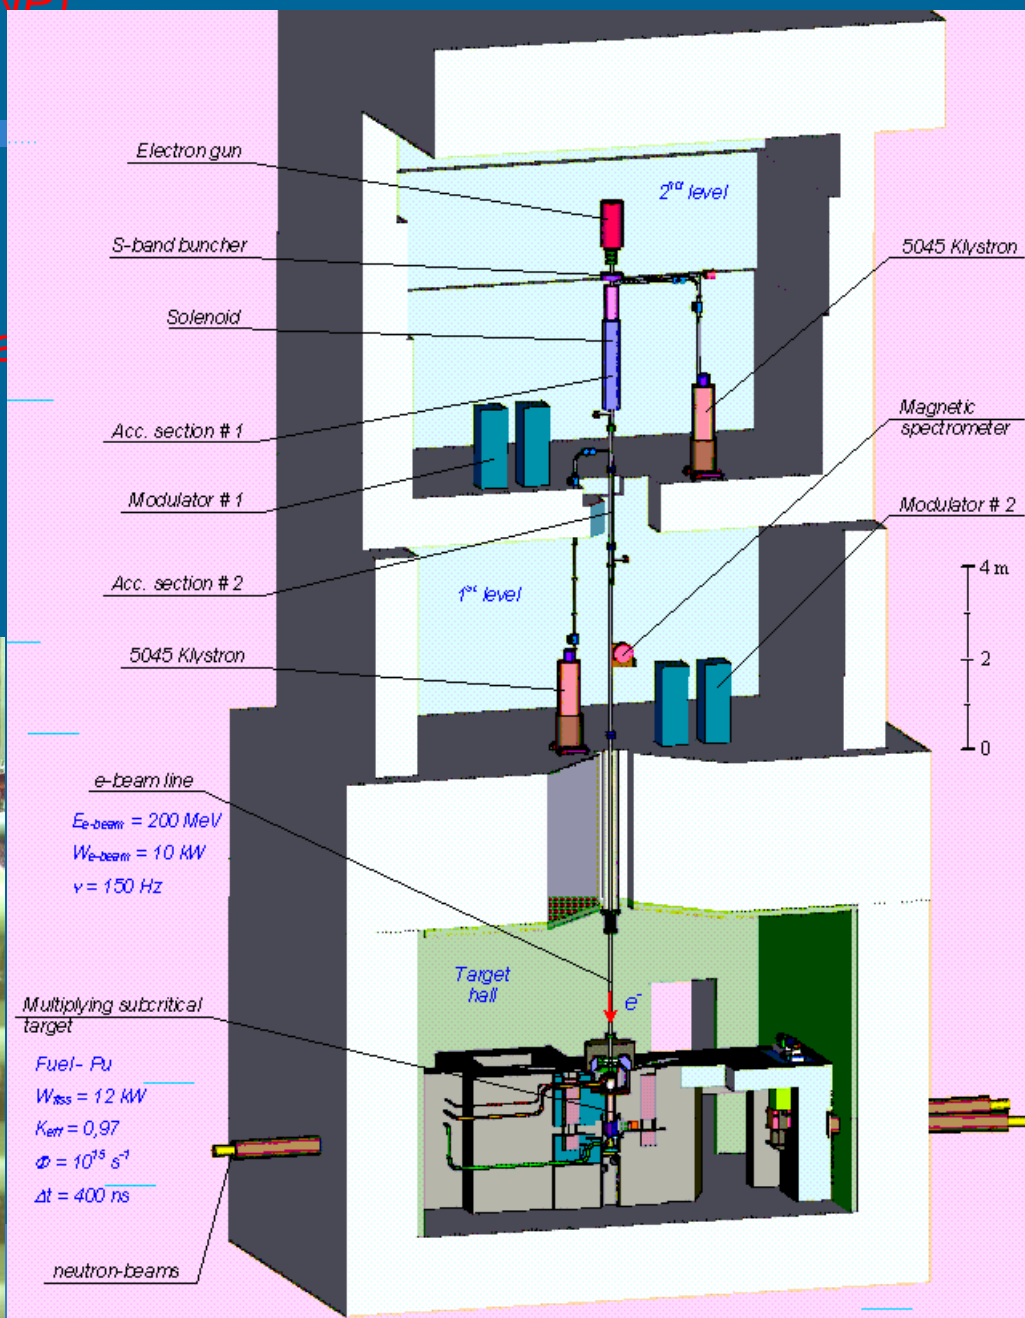 Electron gun
2nd level
S-band buncher
5045 Klystron
Solenoid
Magnetic
spectrometer
Acc. section # 1
Modulator # 1
Modulator # 2
Acc. section # 2
1st level
4 m
2
0
5045 Klystron
e-beam line
Ee-beam = 200 MeV
We-beam = 10 kW
ν = 150 Hz
Target
hall
e-
Multiplying subcritical
target
Fuel - Pu
Wfiss = 12 kW
Keff = 0,97
Φ = 10^15 s^-1
Δt = 400 ns
neutron-beams